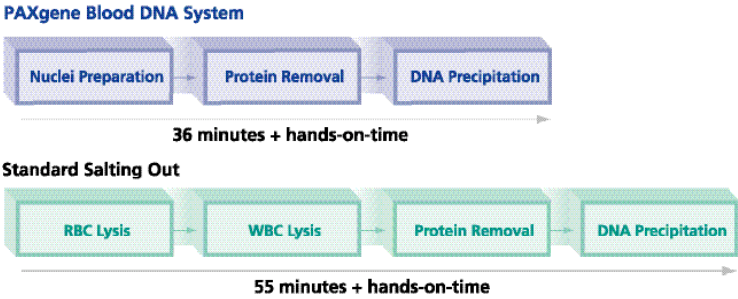 PAXgene Blood DNA System
Nuclei Preparation
Protein Removal
DNA Precipitation
36 minutes + hands-on-time
Standard Salting Out
RBC Lysis
WBC Lysis
Protein Removal
DNA Precipitation
55 minutes + hands-on-time